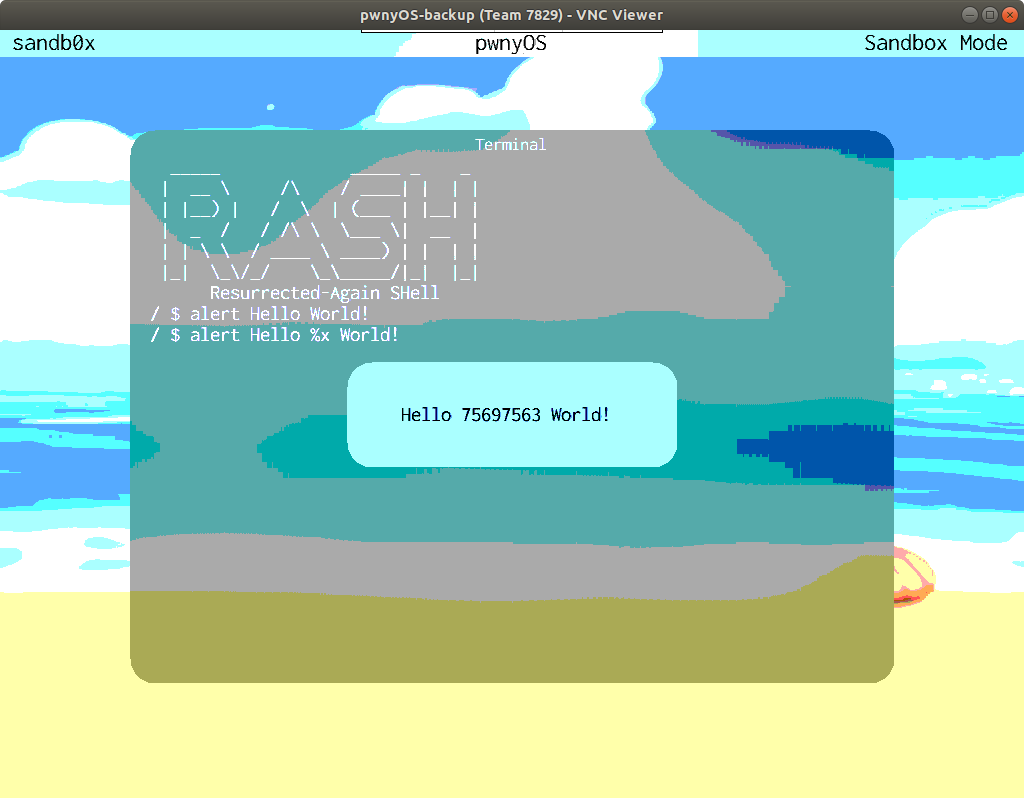 pwnyOS-backup (Team 7829) - VNC Viewer
sandb0x pwnyOS Sandbox Mode
Terminal
RASH
Resurrected-Again SHell
/ $ alert Hello World!
/ $ alert Hello %x World!
Hello 75697563 World!